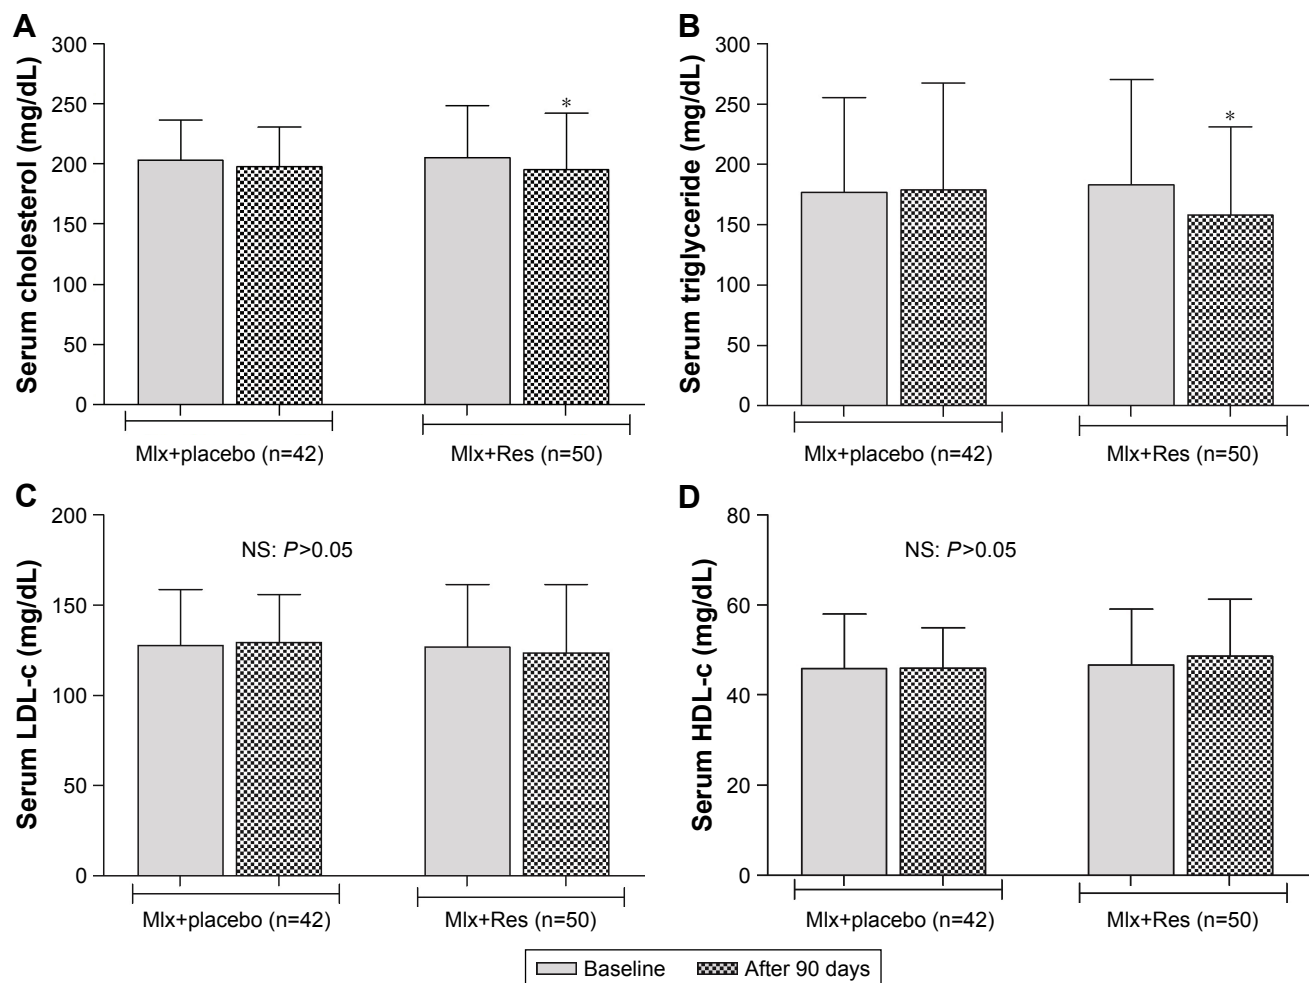 A
Serum cholesterol (mg/dL)
300
250
200
150
100
50
0
*
Mlx+placebo (n=42)
Mlx+Res (n=50)
B
Serum triglyceride (mg/dL)
300
250
200
150
100
50
0
*
Mlx+placebo (n=42)
Mlx+Res (n=50)
C
Serum LDL-c (mg/dL)
200
150
100
50
0
NS: P>0.05
Mlx+placebo (n=42)
Mlx+Res (n=50)
D
Serum HDL-c (mg/dL)
80
60
40
20
0
NS: P>0.05
Mlx+placebo (n=42)
Mlx+Res (n=50)
Baseline
After 90 days